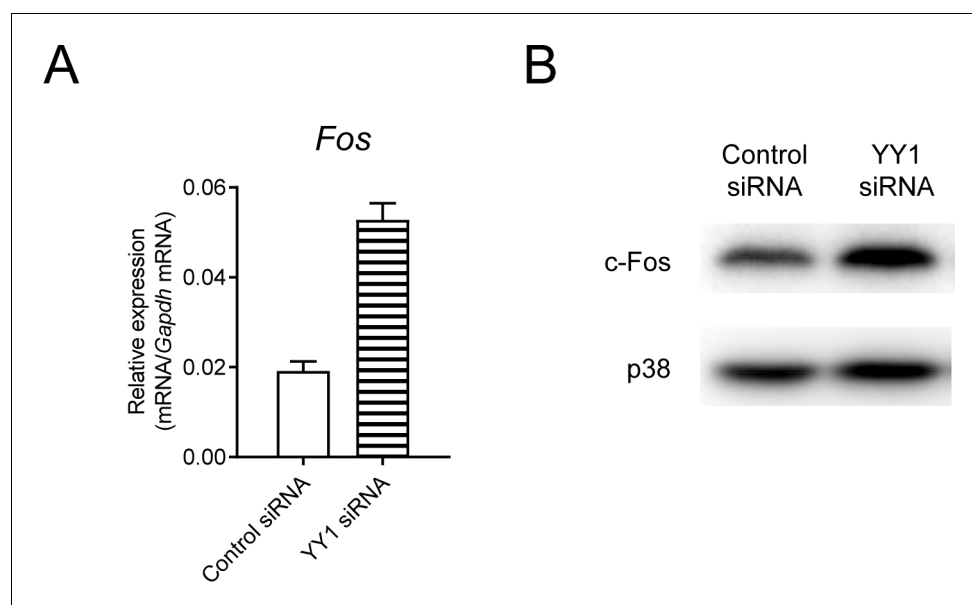 A
B
Fos
Control
siRNA
YY1
siRNA
Relative expression
(mRNA/Gapdh mRNA)
0.06
0.04
0.02
0.00
Control siRNA
YY1 siRNA
c-Fos
p38